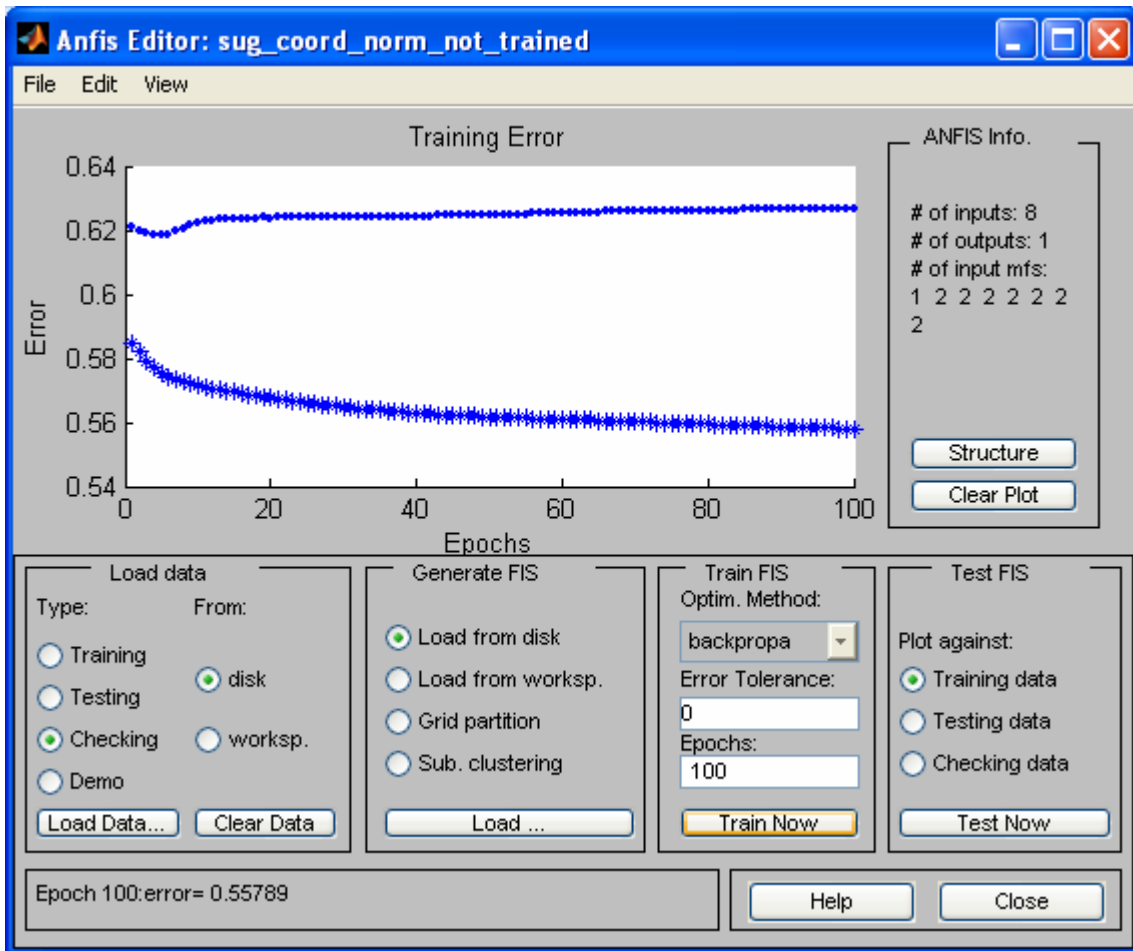 Anfis Editor: sug_coord_norm_not_trained
File Edit View
Training Error
0.64
0.62
0.6
0.58
0.56
0.54
Error
0 20 40 60 80 100
Epochs
ANFIS Info.
# of inputs: 8
# of outputs: 1
# of input mfs:
1 2 2 2 2 2 2
2
Structure
Clear Plot
Load data
Type: From:
Training
Testing
Checking
Demo
disk
worksp.
Load Data... Clear Data
Generate FIS
Load from disk
Load from worksp.
Grid partition
Sub. clustering
Load ...
Train FIS
Optim. Method:
backpropa
Error Tolerance:
0
Epochs:
100
Train Now
Test FIS
Plot against:
Training data
Testing data
Checking data
Test Now
Epoch 100:error= 0.55789
Help Close